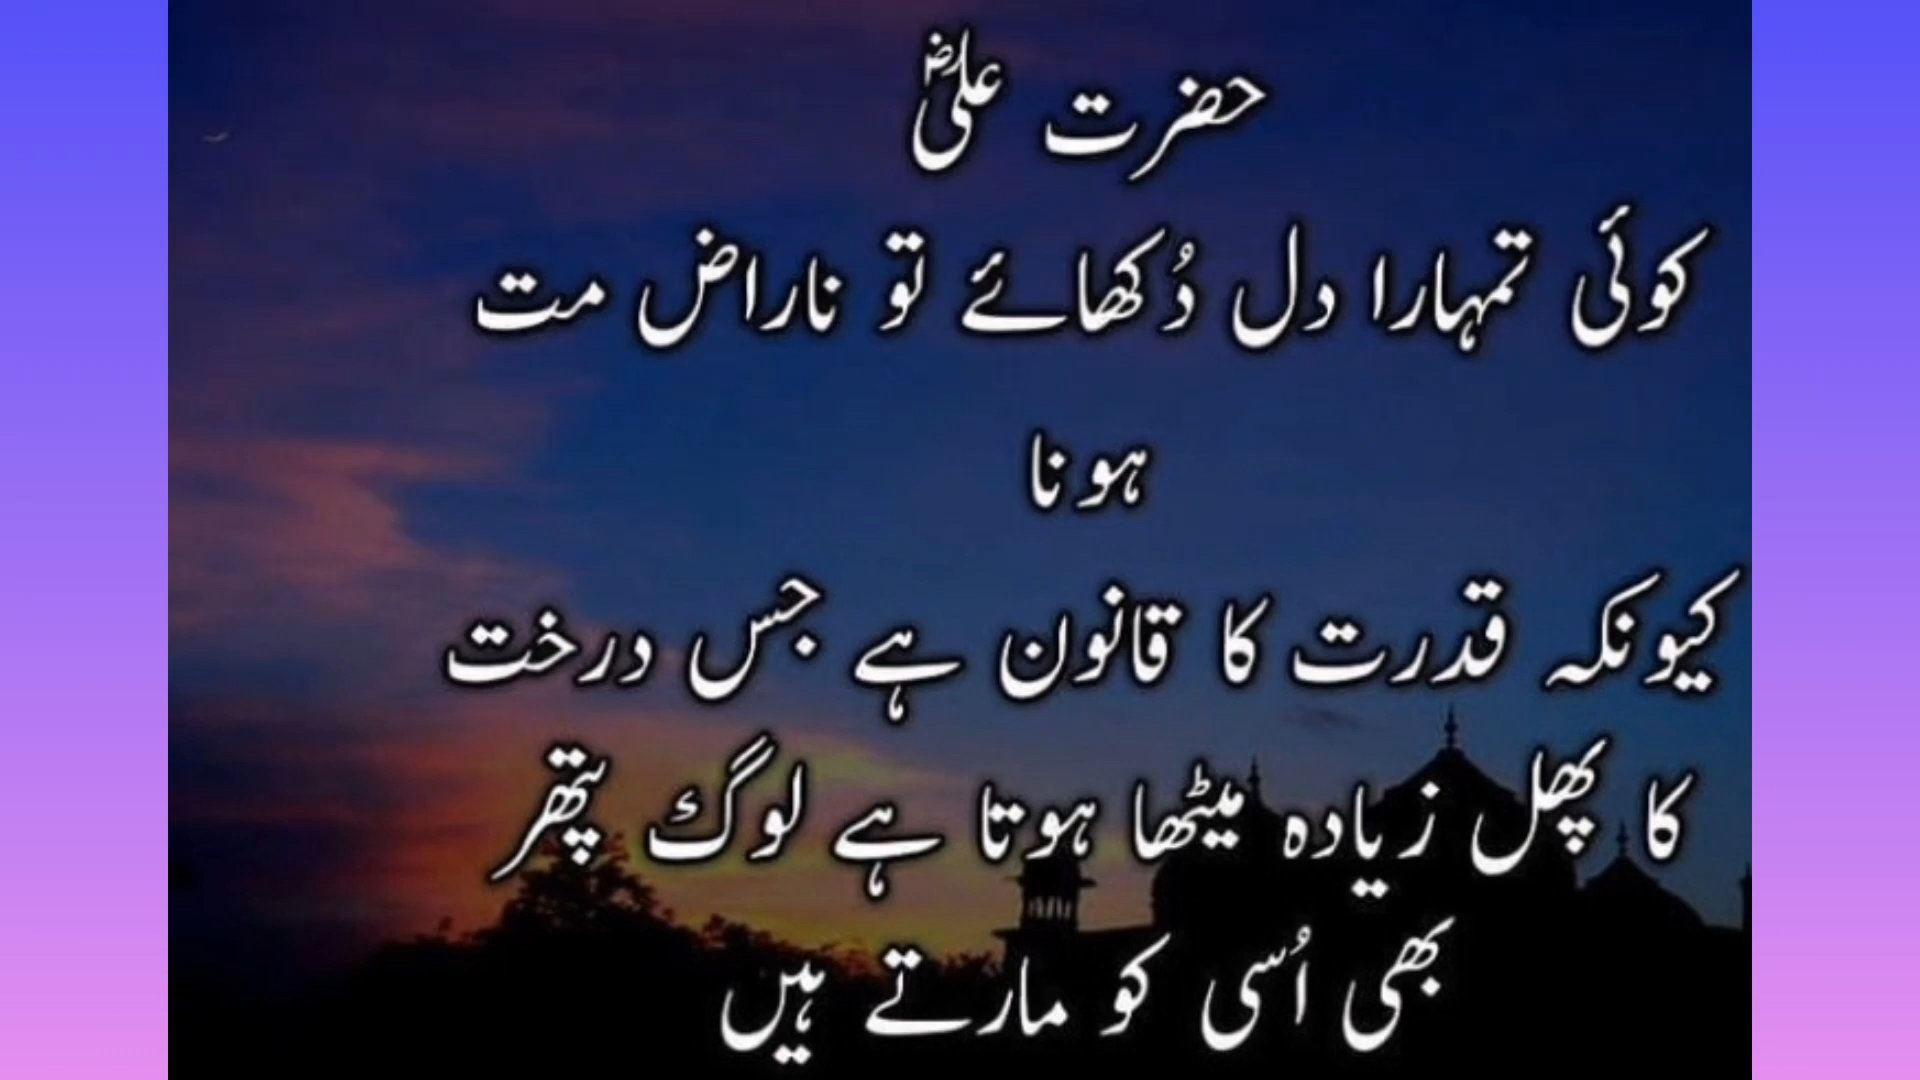 حضرت علیؓ
کوئی تمہارا دل دُکھائے تو ناراض مت
ہونا
کیونکہ قدرت کا قانون ہے جس درخت
کا پھل زیادہ میٹھا ہوتا ہے لوگ پتھر
بھی اُسی کو مارتے ہیں